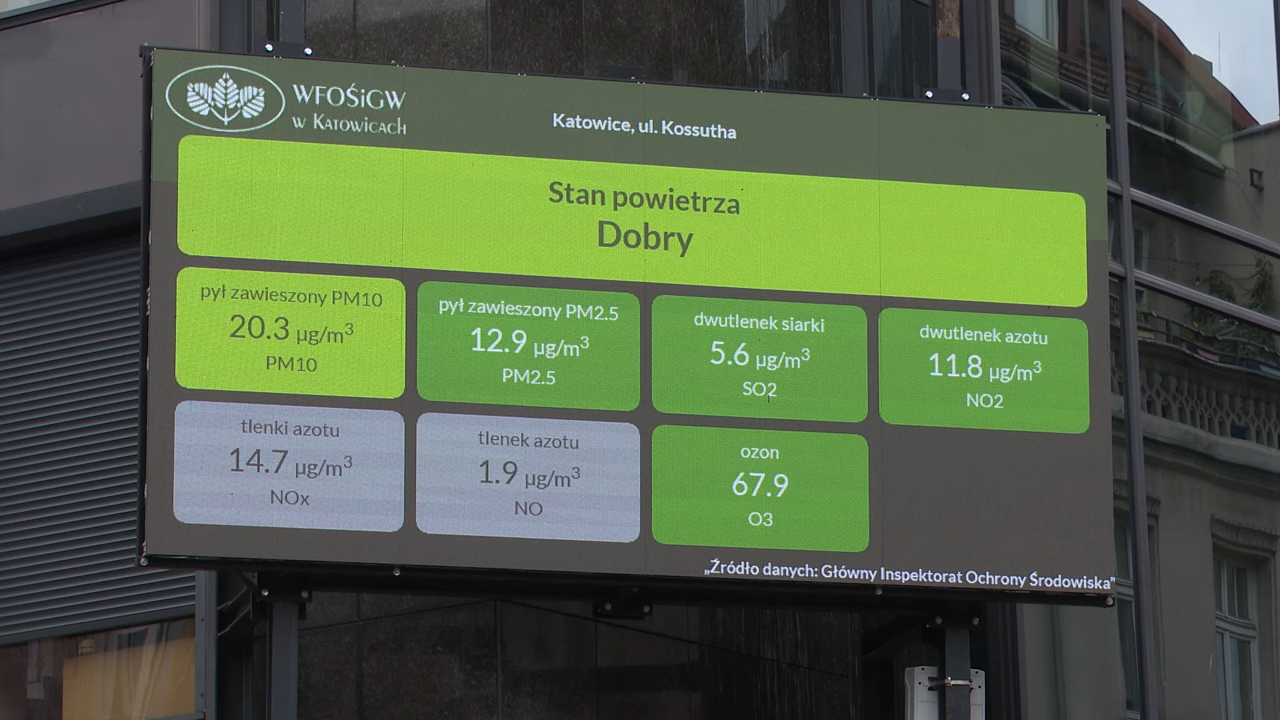 WFOŚiGW
w Katowicach
Katowice, ul. Kossutha
Stan powietrza
Dobry
pył zawieszony PM10
20.3 µg/m³
PM10
pył zawieszony PM2.5
12.9 µg/m³
PM2.5
dwutlenek siarki
5.6 µg/m³
SO2
dwutlenek azotu
11.8 µg/m³
NO2
tlenki azotu
14.7 µg/m³
NOx
tlenek azotu
1.9 µg/m³
NO
ozon
67.9
O3
„Źródło danych: Główny Inspektorat Ochrony Środowiska"